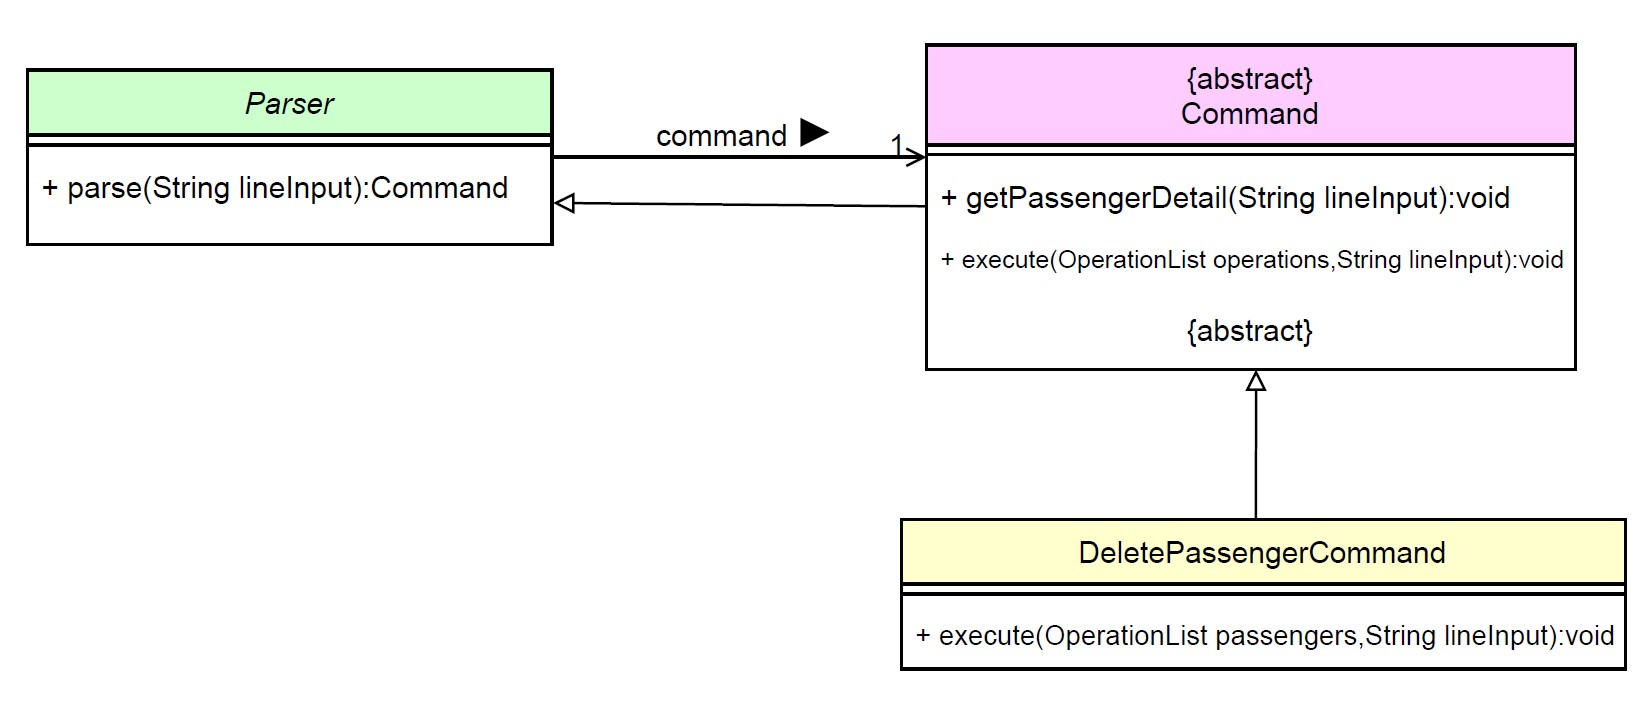 Parser
+ parse(String lineInput):Command
command
1
{abstract}
Command
+ getPassengerDetail(String lineInput):void
+ execute(OperationList operations,String lineInput):void
{abstract}
DeletePassengerCommand
+ execute(OperationList passengers,String lineInput):void